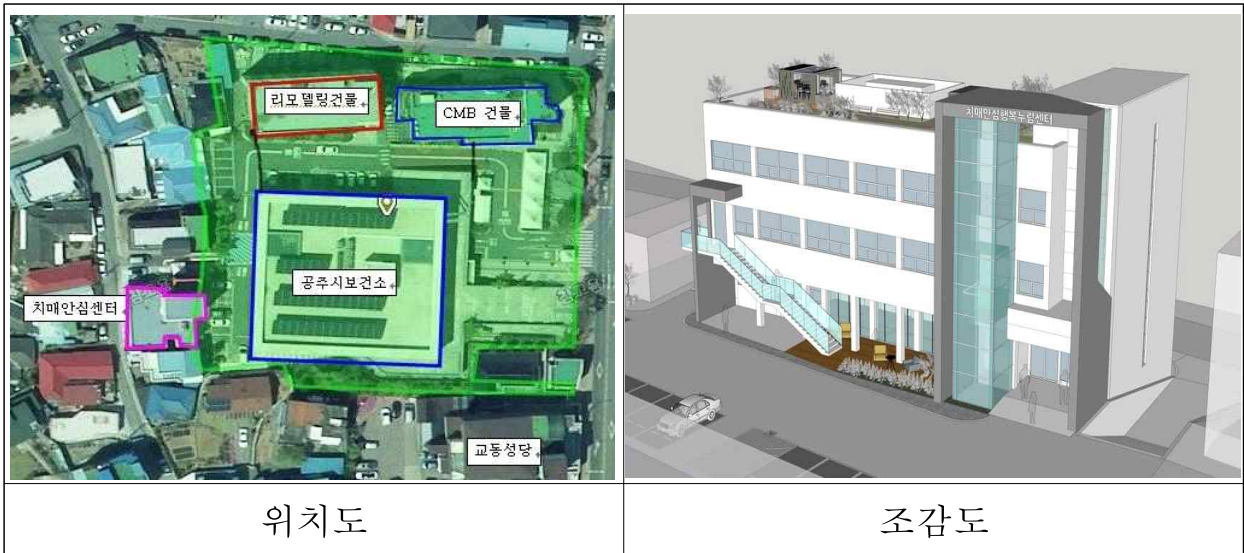 리모델링건물
CMB 건물
공주시보건소
치매안심센터
교동성당
치매안심행복누림센터
위치도
조감도